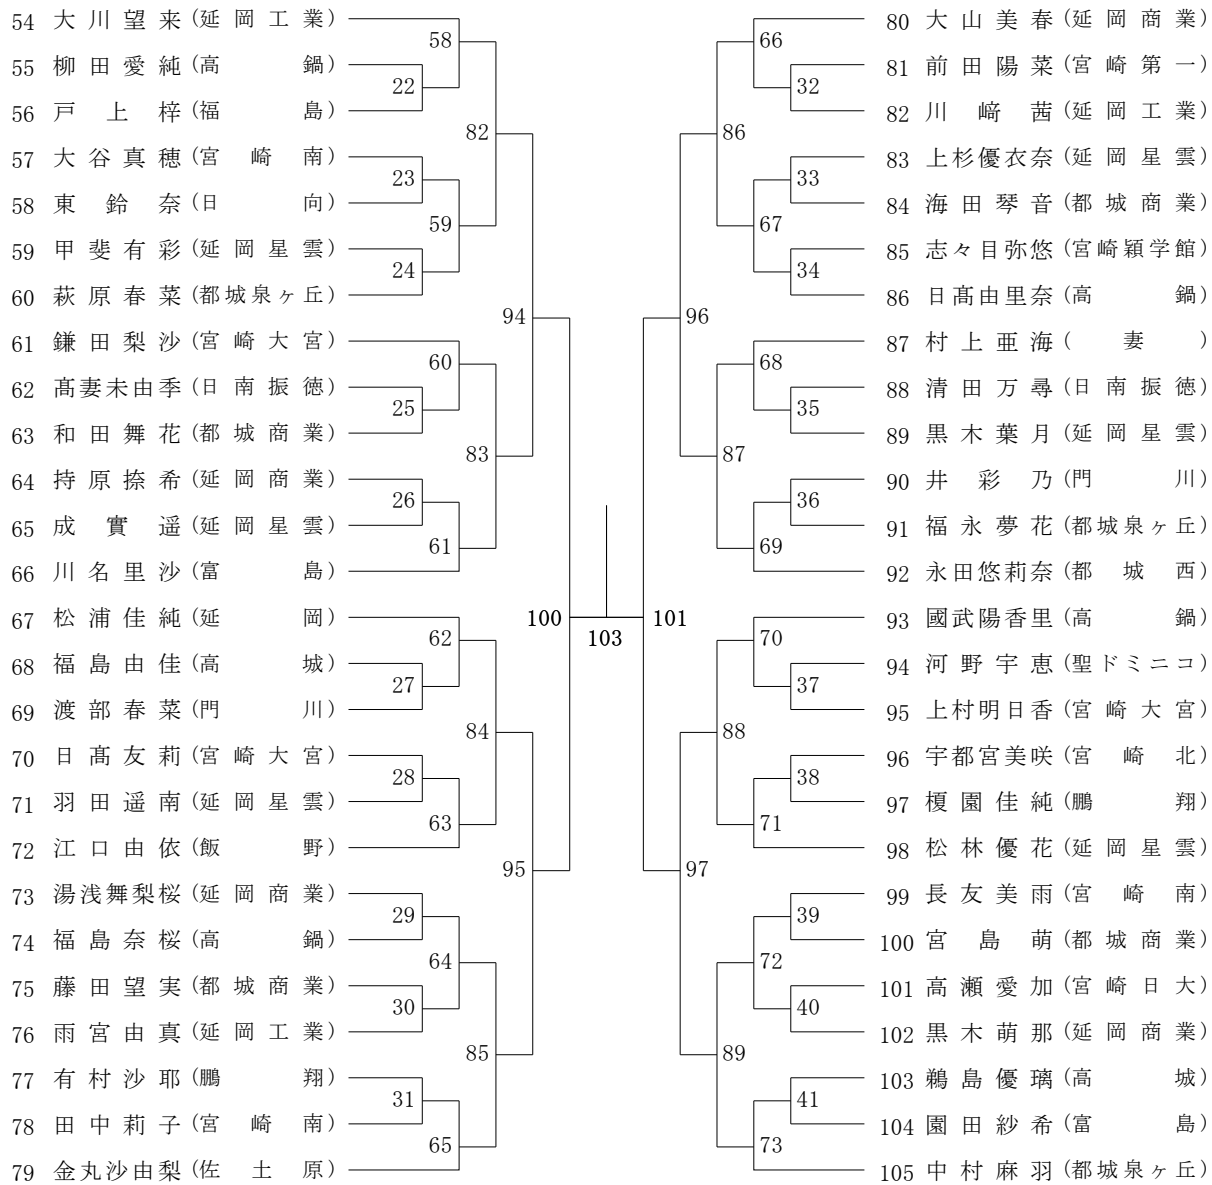 54 大川望来 (延岡工業)
55 柳田愛純 (高鍋)
56 戸上梓 (福島)
57 大谷真穂 (宮崎南)
58 東鈴奈 (日向)
59 甲斐有彩 (延岡星雲)
60 萩原春菜 (都城泉ヶ丘)
61 鎌田梨沙 (宮崎大宮)
62 髙妻未由季 (日南振徳)
63 和田舞花 (都城商業)
64 持原捺希 (延岡商業)
65 成實遥 (延岡星雲)
66 川名里沙 (富島)
67 松浦佳純 (延岡)
68 福島由佳 (高城)
69 渡部春菜 (門川)
70 日髙友莉 (宮崎大宮)
71 羽田遥南 (延岡星雲)
72 江口由依 (飯野)
73 湯浅舞梨桜 (延岡商業)
74 福島奈桜 (高鍋)
75 藤田望実 (都城商業)
76 雨宮由真 (延岡工業)
77 有村沙耶 (鵬翔)
78 田中莉子 (宮崎南)
79 金丸沙由梨 (佐土原)
58
22
82
23
59
24
94
60
25
83
26
61
100
62
27
84
28
63
95
29
64
30
85
31
65
103
66
32
86
33
67
34
96
68
35
87
36
69
101
70
37
88
38
71
97
39
72
40
89
41
73
80 大山美春 (延岡商業)
81 前田陽菜 (宮崎第一)
82 川﨑茜 (延岡工業)
83 上杉優衣奈 (延岡星雲)
84 海田琴音 (都城商業)
85 志々目弥悠 (宮崎穎学館)
86 日髙由里奈 (高鍋)
87 村上亜海 (妻)
88 清田万尋 (日南振徳)
89 黒木葉月 (延岡星雲)
90 井彩乃 (門川)
91 福永夢花 (都城泉ヶ丘)
92 永田悠莉奈 (都城西)
93 國武陽香里 (高鍋)
94 河野宇恵 (聖ドミニコ)
95 上村明日香 (宮崎大宮)
96 宇都宮美咲 (宮崎北)
97 榎園佳純 (鵬翔)
98 松林優花 (延岡星雲)
99 長友美雨 (宮崎南)
100 宮島萌 (都城商業)
101 高瀬愛加 (宮崎日大)
102 黒木萌那 (延岡商業)
103 鵜島優璃 (高城)
104 園田紗希 (富島)
105 中村麻羽 (都城泉ヶ丘)